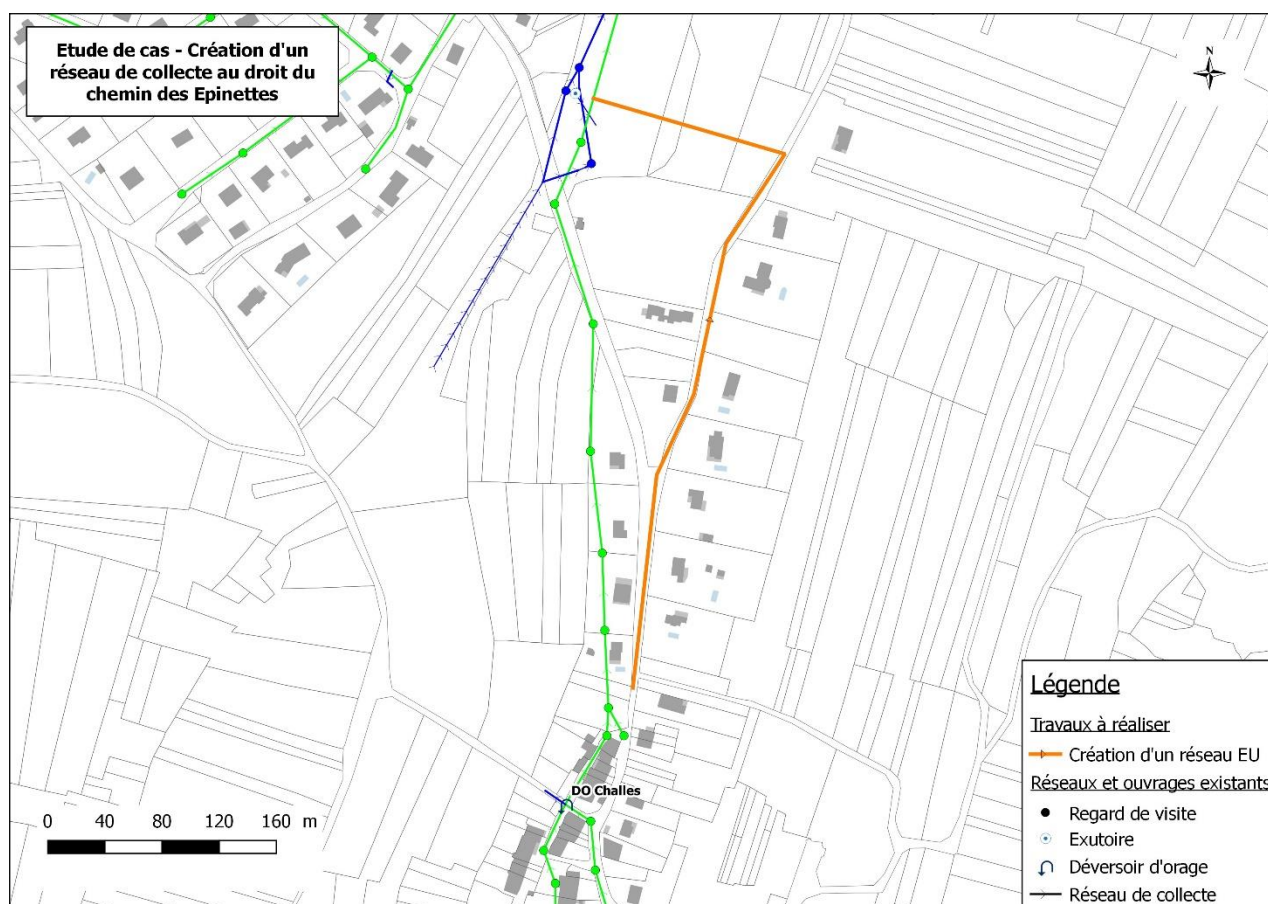 Etude de cas - Création d'un
réseau de collecte au droit du
chemin des Epinettes
N
DO Challes
0 40 80 120 160 m
Légende
Travaux à réaliser
Création d'un réseau EU
Réseaux et ouvrages existants
Regard de visite
Exutoire
Déversoir d'orage
Réseau de collecte